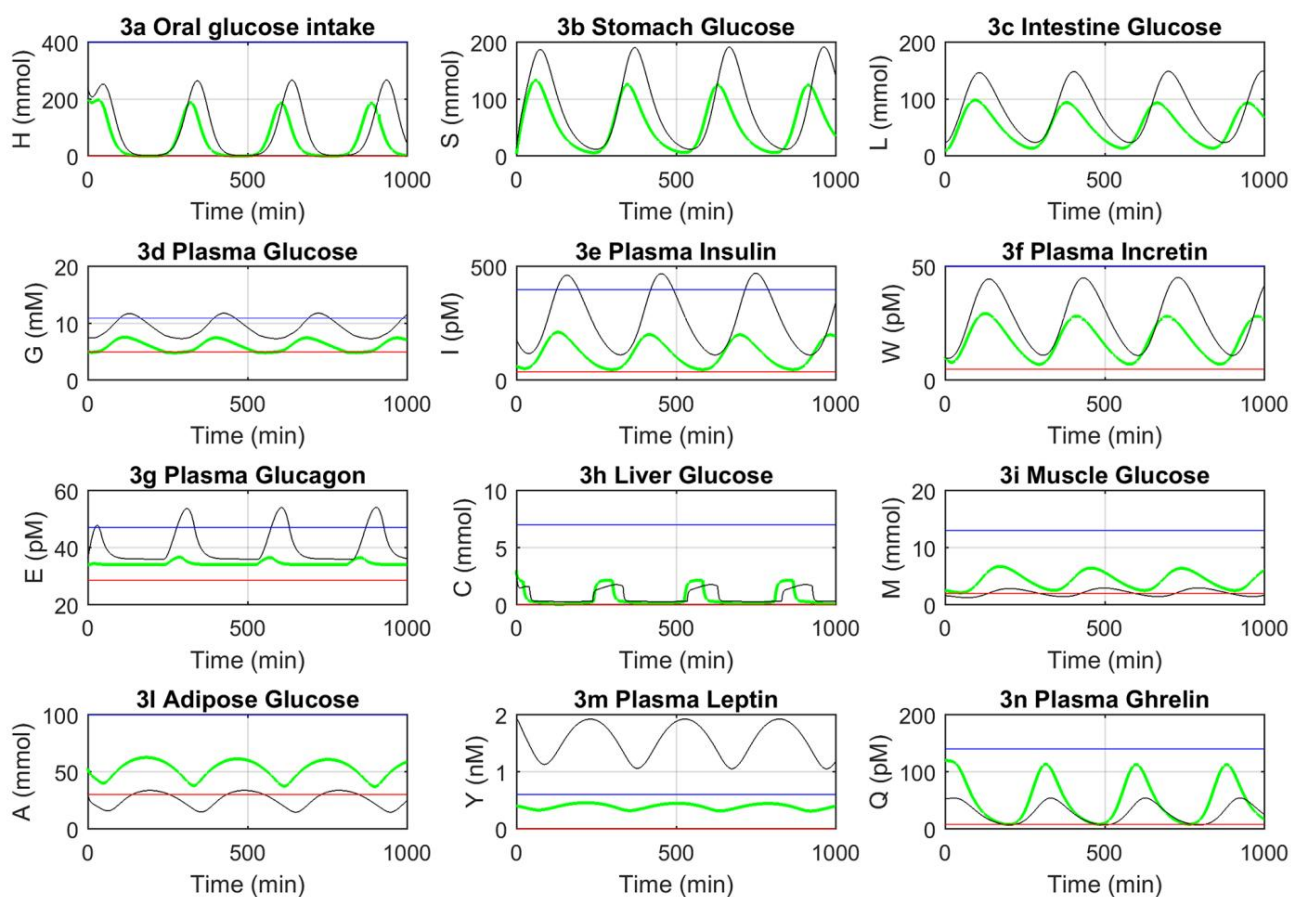 3a Oral glucose intake
H (mmol)
400
200
0
0
500
1000
Time (min)
3b Stomach Glucose
S (mmol)
200
100
0
0
500
1000
Time (min)
3c Intestine Glucose
L (mmol)
200
100
0
0
500
1000
Time (min)
3d Plasma Glucose
G (mM)
20
10
0
0
500
1000
Time (min)
3e Plasma Insulin
I (pM)
500
0
0
500
1000
Time (min)
3f Plasma Incretin
W (pM)
50
0
0
500
1000
Time (min)
3g Plasma Glucagon
E (pM)
60
40
20
0
500
1000
Time (min)
3h Liver Glucose
C (mmol)
10
5
0
0
500
1000
Time (min)
3i Muscle Glucose
M (mmol)
20
10
0
0
500
1000
Time (min)
3l Adipose Glucose
A (mmol)
100
50
0
0
500
1000
Time (min)
3m Plasma Leptin
Y (nM)
2
1
0
0
500
1000
Time (min)
3n Plasma Ghrelin
Q (pM)
200
100
0
0
500
1000
Time (min)